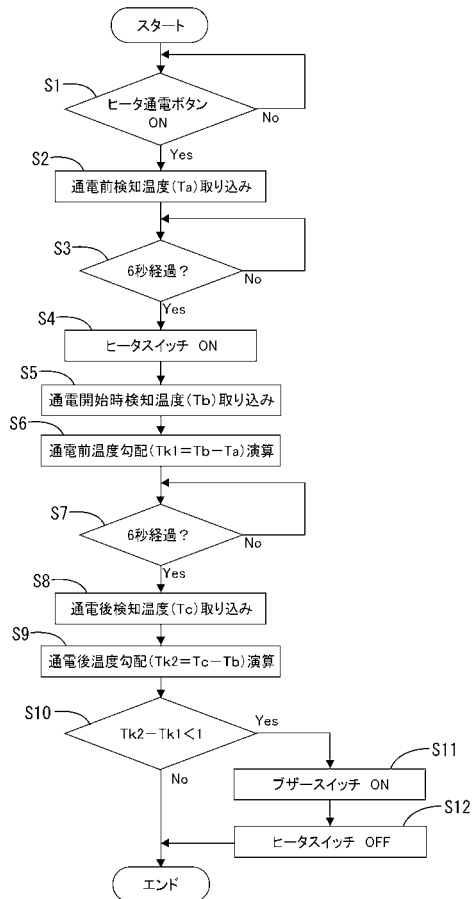 スタート
S1
ヒータ通電ボタン
ON
No
Yes
S2
通電前検知温度(Ta)取り込み
S3
6秒経過?
No
Yes
S4
ヒータスイッチ ON
S5
通電開始時検知温度(Tb)取り込み
S6
通電前温度勾配(Tk1=Tb-Ta)演算
S7
6秒経過?
No
Yes
S8
通電後検知温度(Tc)取り込み
S9
通電後温度勾配(Tk2=Tc-Tb)演算
S10
Tk2-Tk1<1
Yes
No
S11
ブザースイッチ ON
S12
ヒータスイッチ OFF
エンド